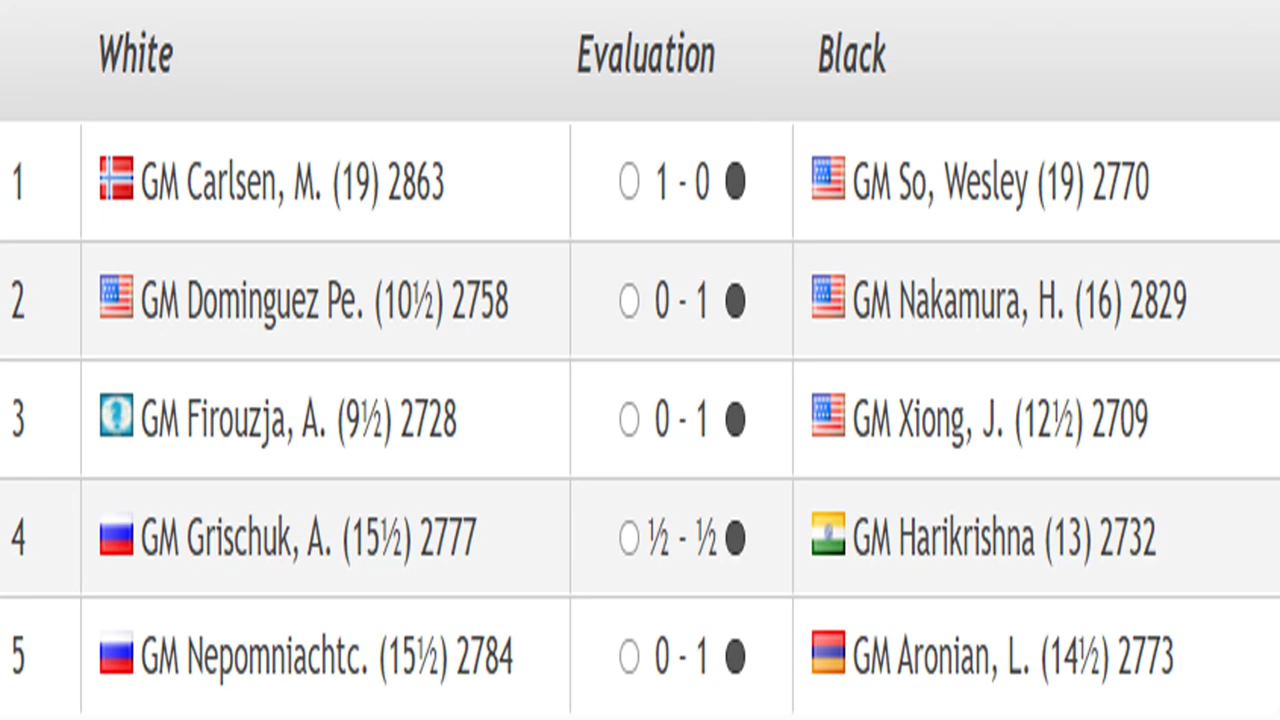 White Evaluation Black
1 GM Carlsen, M. (19) 2863 1 - 0 GM So, Wesley (19) 2770
2 GM Dominguez Pe. (10½) 2758 0 - 1 GM Nakamura, H. (16) 2829
3 GM Firouzja, A. (9½) 2728 0 - 1 GM Xiong, J. (12½) 2709
4 GM Grischuk, A. (15½) 2777 ½ - ½ GM Harikrishna (13) 2732
5 GM Nepomniachtc. (15½) 2784 0 - 1 GM Aronian, L. (14½) 2773